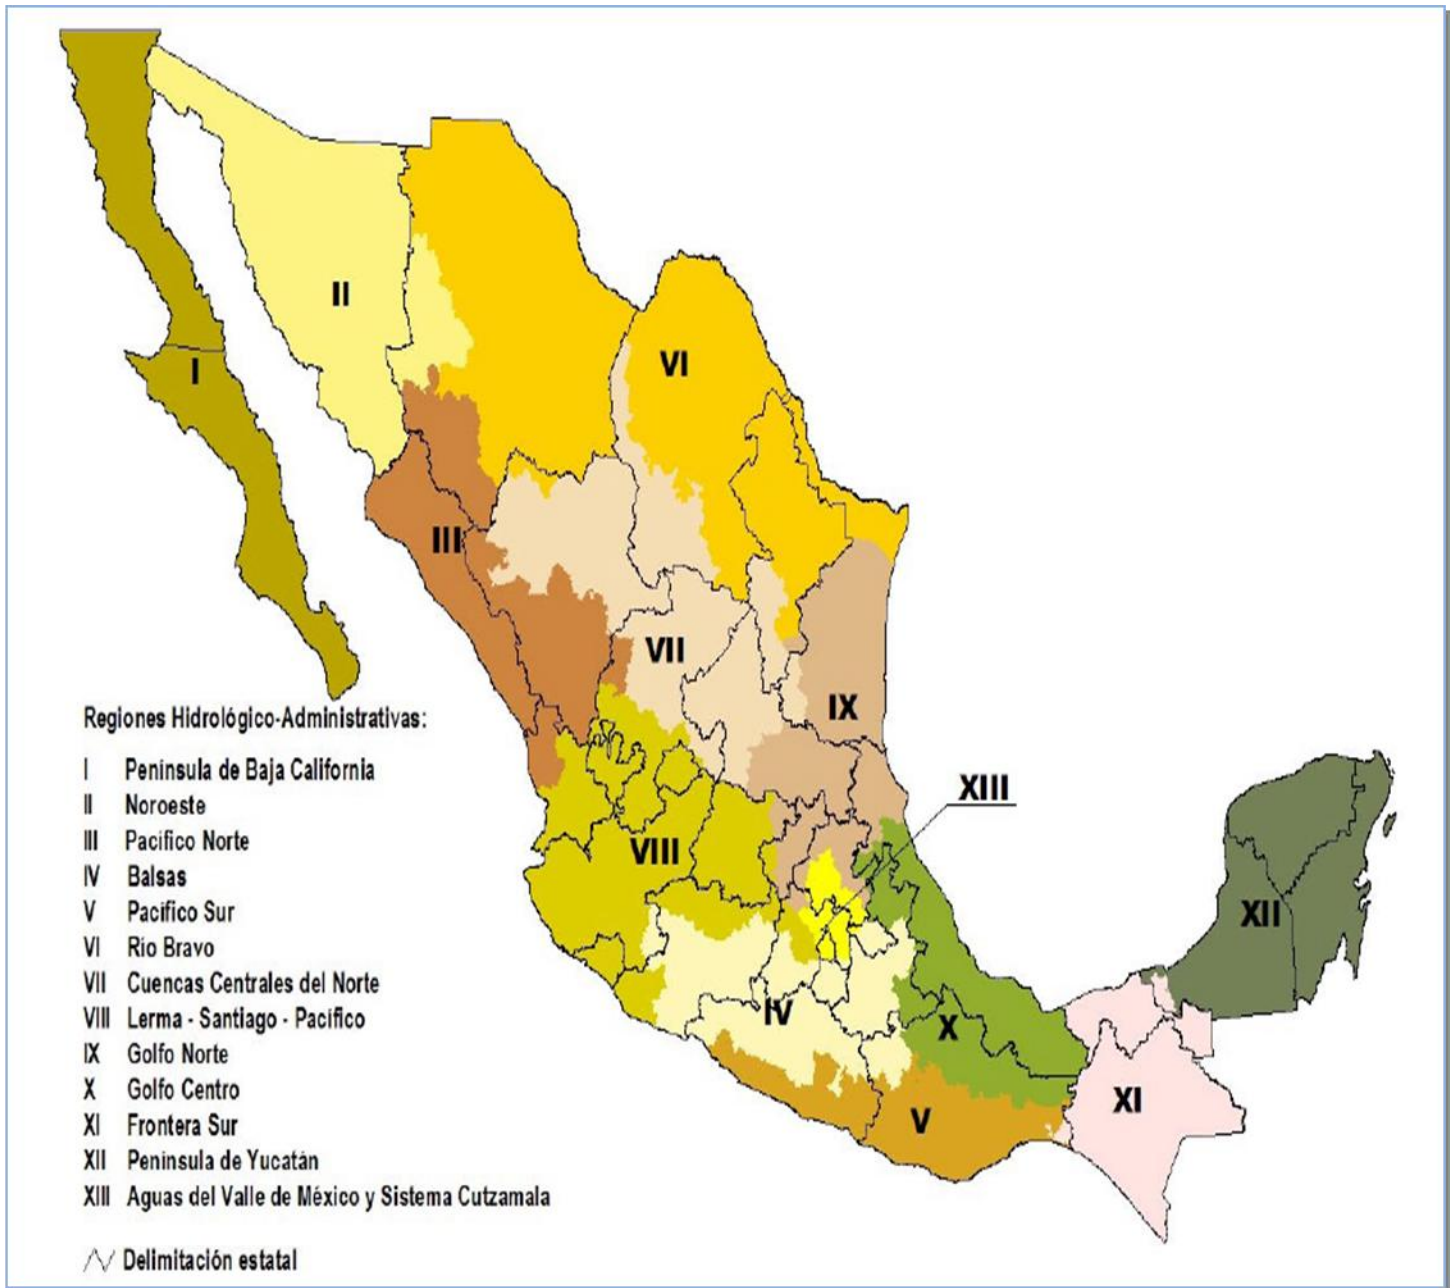 II
VI
I
III
VII
IX
XIII
VIII
XII
IV
X
XI
V
Regiones Hidrológico-Administrativas:
I Península de Baja California
II Noroeste
III Pacífico Norte
IV Balsas
V Pacífico Sur
VI Río Bravo
VII Cuencas Centrales del Norte
VIII Lerma - Santiago - Pacífico
IX Golfo Norte
X Golfo Centro
XI Frontera Sur
XII Península de Yucatán
XIII Aguas del Valle de México y Sistema Cutzamala
Delimitación estatal